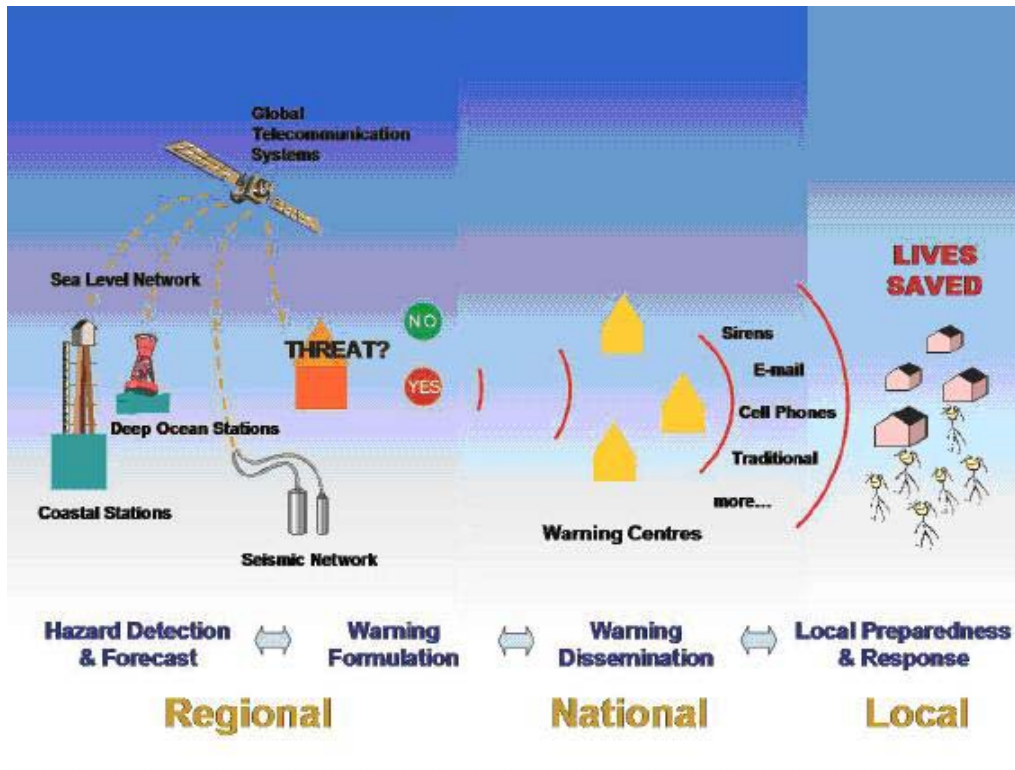 Global
Telecommunication
Systems
Sea Level Network
LIVES
SAVED
NO
THREAT?
YES
Sirens
E-mail
Cell Phones
Traditional
more...
Deep Ocean Stations
Coastal Stations
Seismic Network
Warning Centres
Hazard Detection
& Forecast
Warning
Formulation
Warning
Dissemination
Local Preparedness
& Response
Regional
National
Local